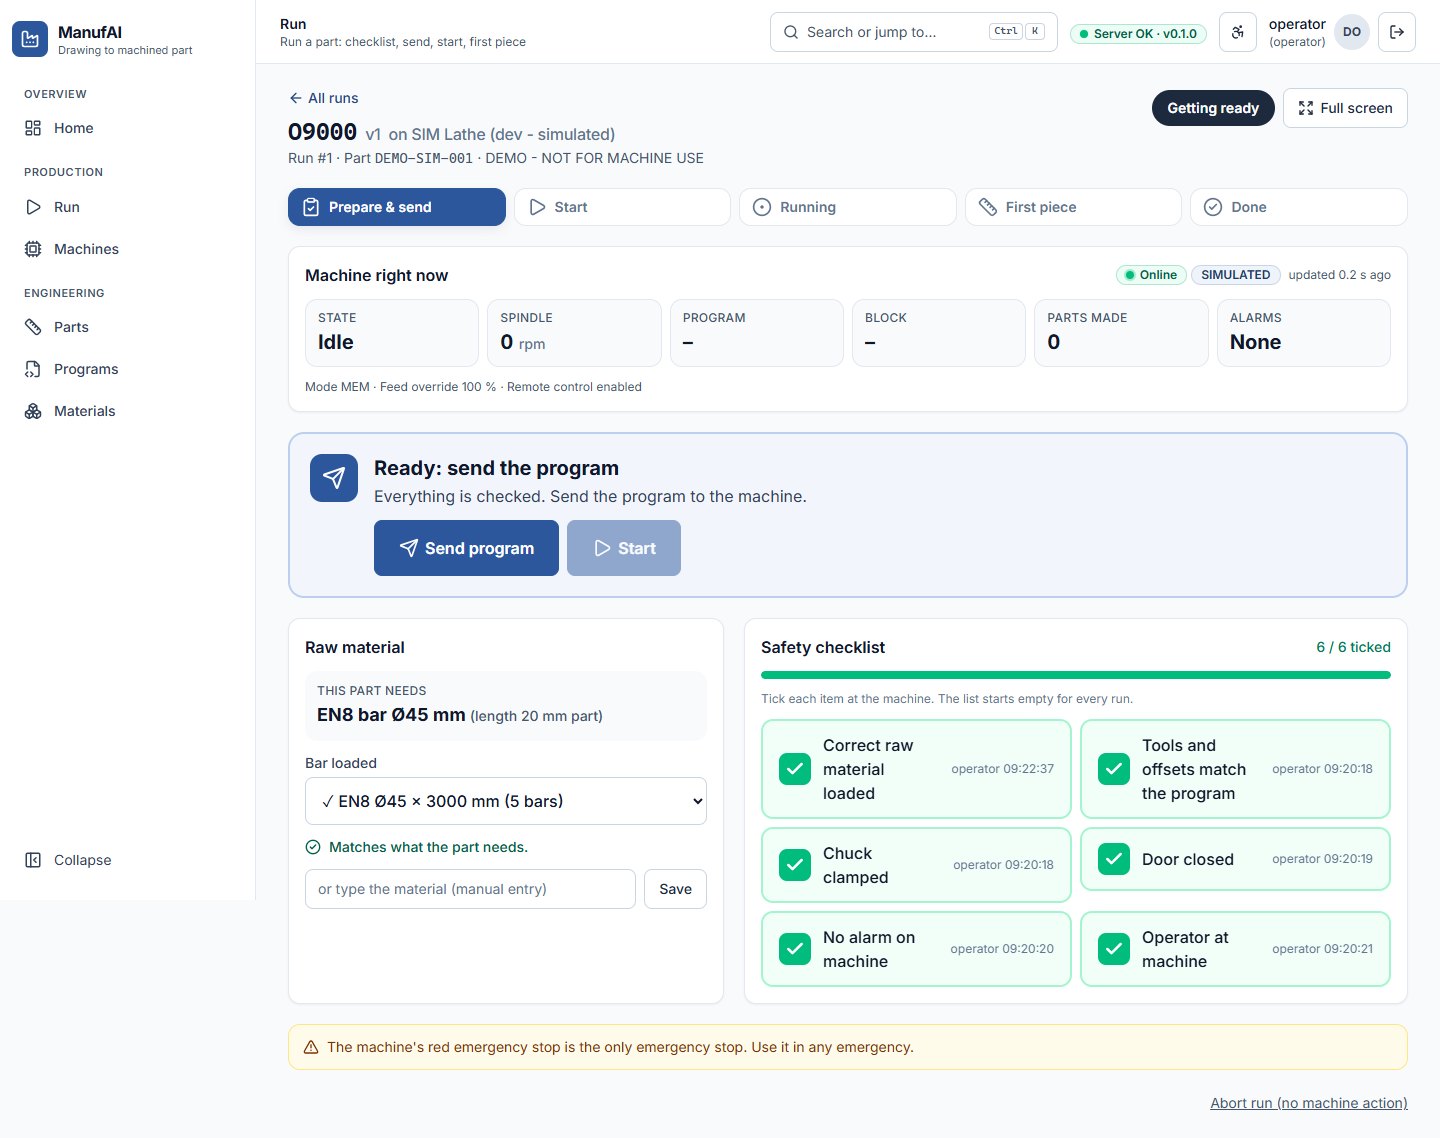 ManufAI
Drawing to machined part
OVERVIEW
Home
PRODUCTION
Run
Machines
ENGINEERING
Parts
Programs
Materials
Collapse
Run
Run a part: checklist, send, start, first piece
Search or jump to...
Ctrl K
Server OK · v0.1.0
operator
(operator)
DO
All runs
O9000 v1 on SIM Lathe (dev - simulated)
Run #1 · Part DEMO-SIM-001 · DEMO - NOT FOR MACHINE USE
Getting ready
Full screen
Prepare & send
Start
Running
First piece
Done
Machine right now
Online
SIMULATED
updated 0.2 s ago
STATE
Idle
SPINDLE
0 rpm
PROGRAM
–
BLOCK
–
PARTS MADE
0
ALARMS
None
Mode MEM · Feed override 100 % · Remote control enabled
Ready: send the program
Everything is checked. Send the program to the machine.
Send program
Start
Raw material
THIS PART NEEDS
EN8 bar Ø45 mm (length 20 mm part)
Bar loaded
✓ EN8 Ø45 × 3000 mm (5 bars)
Matches what the part needs.
or type the material (manual entry)
Save
Safety checklist
6 / 6 ticked
Tick each item at the machine. The list starts empty for every run.
Correct raw
material
loaded
operator 09:22:37
Tools and
offsets match
the program
operator 09:20:18
Chuck
clamped
operator 09:20:18
Door closed
operator 09:20:19
No alarm on
machine
operator 09:20:20
Operator at
machine
operator 09:20:21
The machine's red emergency stop is the only emergency stop. Use it in any emergency.
Abort run (no machine action)